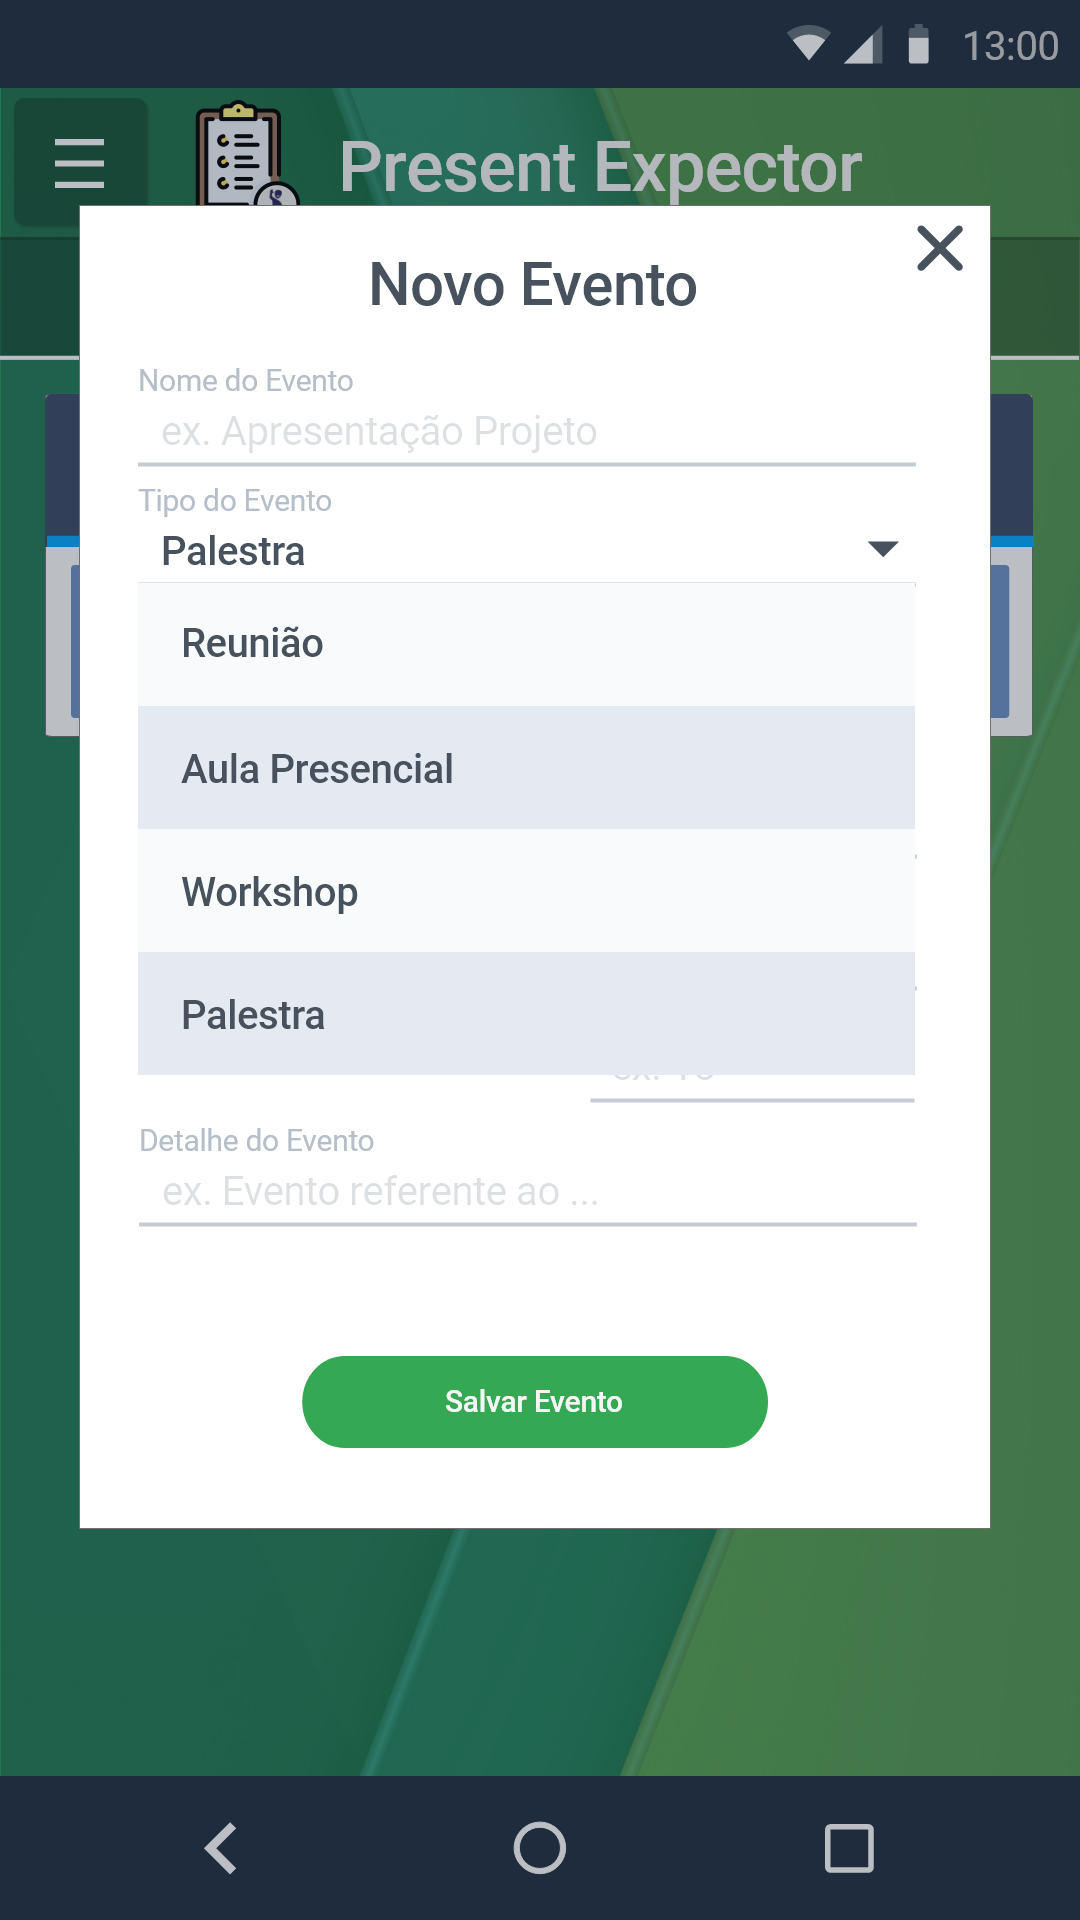 13:00
Present Expector
Novo Evento
Nome do Evento
ex. Apresentação Projeto
Tipo do Evento
Palestra
Reunião
Aula Presencial
Workshop
Palestra
Detalhe do Evento
ex. Evento referente ao ...
Salvar Evento